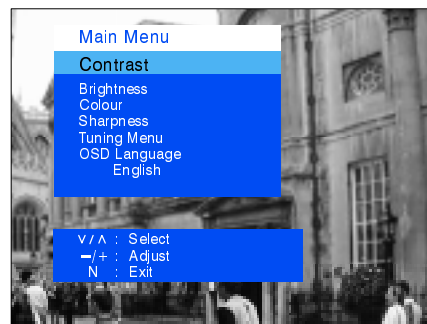 Main Menu
Contrast
Brightness
Colour
Sharpness
Tuning Menu
OSD Language
English
∨/∧ : Select
−/+ : Adjust
N : Exit